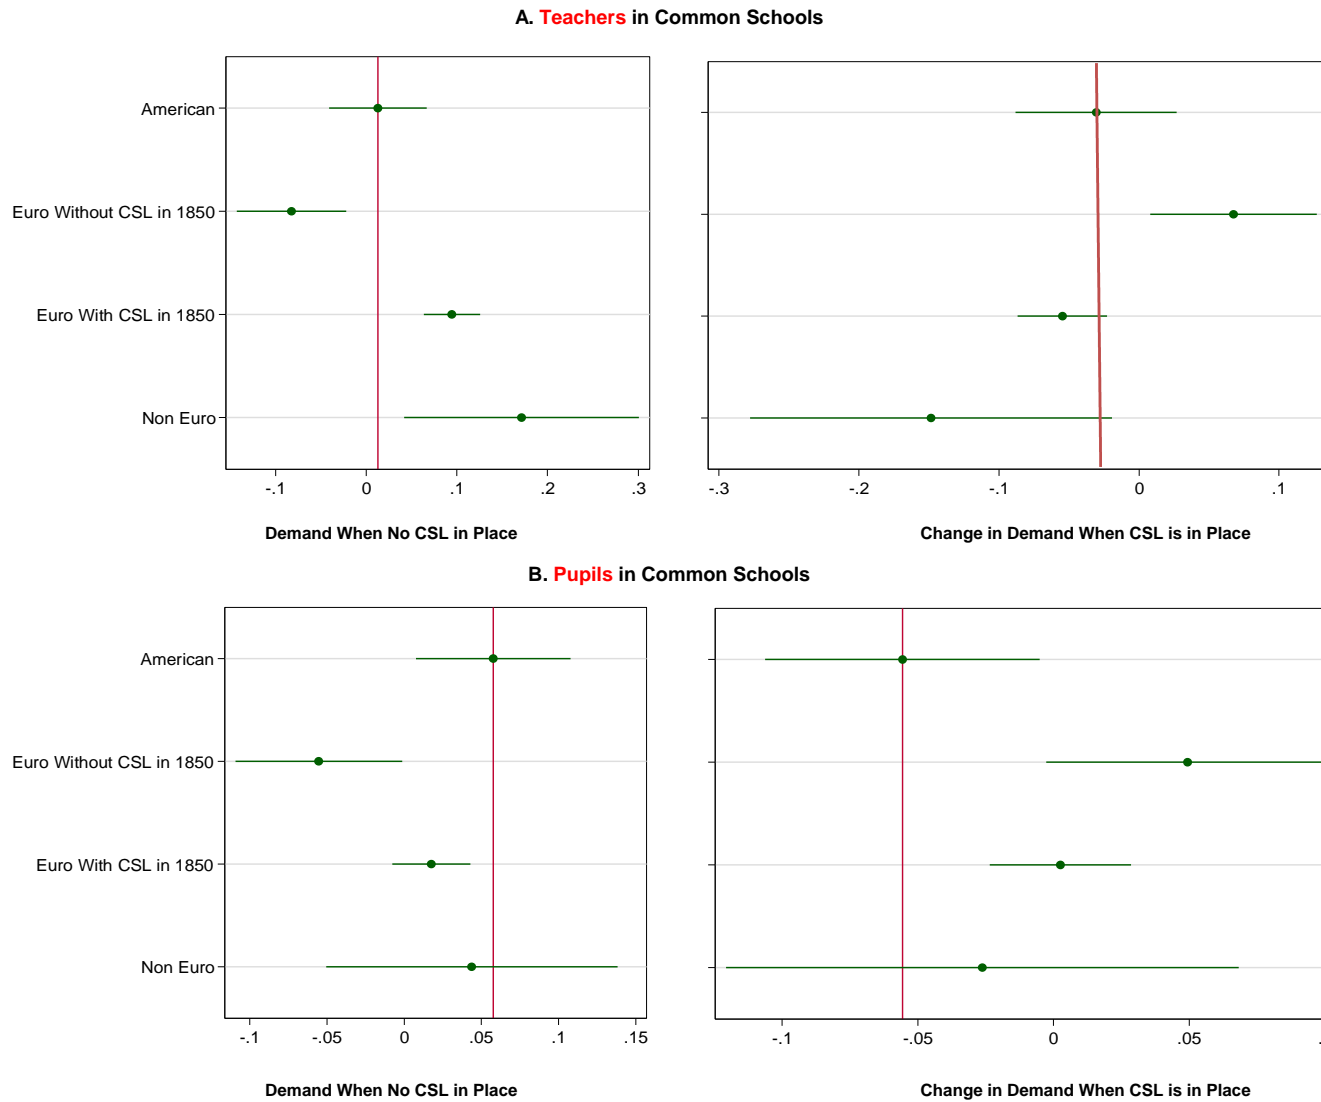 A. Teachers in Common Schools
American
Euro Without CSL in 1850
Euro With CSL in 1850
Non Euro
-.1 0 .1 .2 .3
-.3 -.2 -.1 0 .1
Demand When No CSL in Place
Change in Demand When CSL is in Place
B. Pupils in Common Schools
American
Euro Without CSL in 1850
Euro With CSL in 1850
Non Euro
-.1 -.05 0 .05 .1 .15
-.1 -.05 0 .05
Demand When No CSL in Place
Change in Demand When CSL is in Place